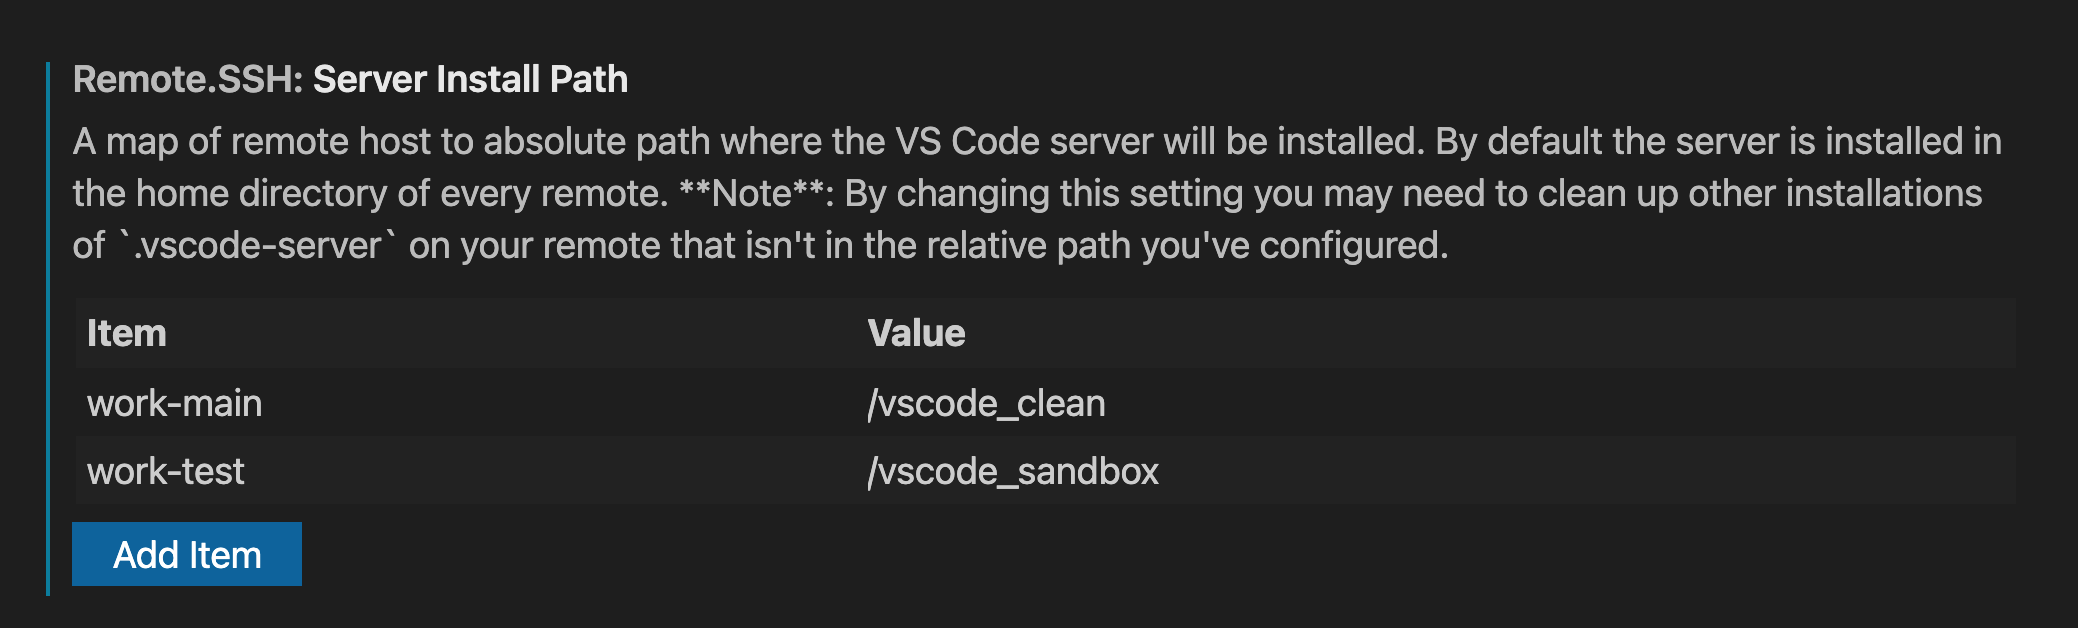 Remote.SSH: Server Install Path
A map of remote host to absolute path where the VS Code server will be installed. By default the server is installed in
the home directory of every remote. **Note**: By changing this setting you may need to clean up other installations
of `.vscode-server` on your remote that isn't in the relative path you've configured.
Item Value
work-main /vscode_clean
work-test /vscode_sandbox
Add Item